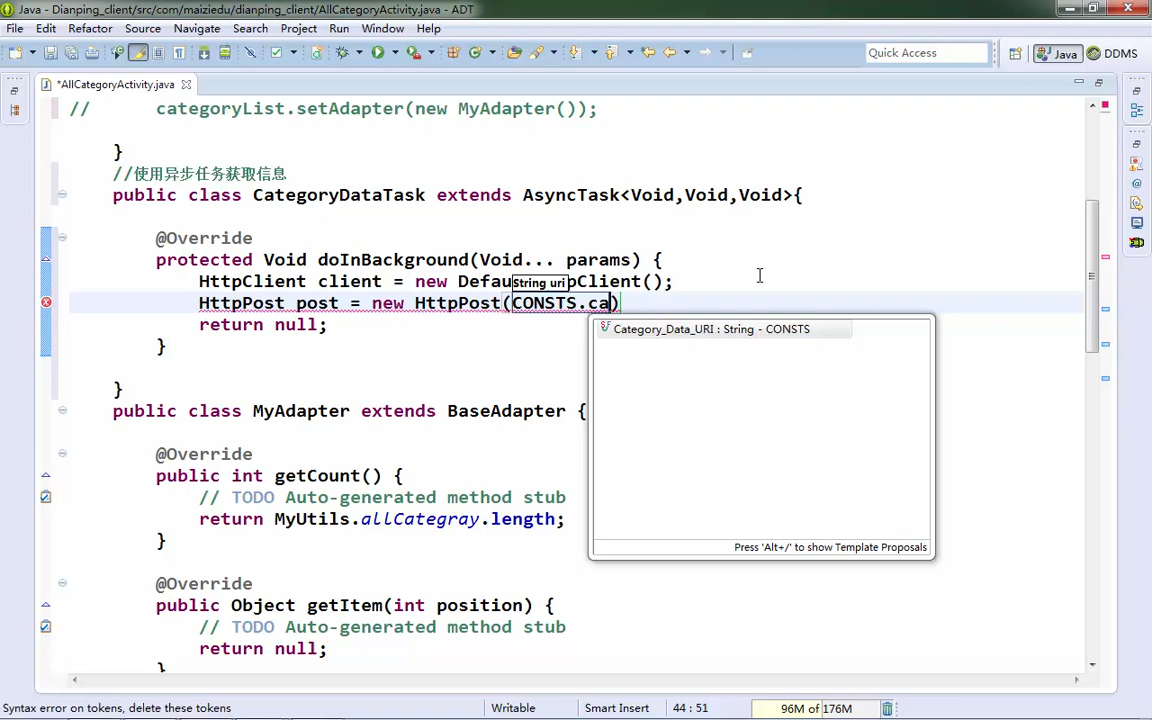 Java - Dianping_client/src/com/maiziedu/dianping_client/AllCategoryActivity.java - ADT
File Edit Refactor Source Navigate Search Project Run Window Help
Quick Access
Java
DDMS
*AllCategoryActivity.java
// categoryList.setAdapter(new MyAdapter());
}
//使用异步任务获取信息
public class CategoryDataTask extends AsyncTask<Void,Void,Void>{
@Override
protected Void doInBackground(Void... params) {
HttpClient client = new Defau pClient();
String uri
HttpPost post = new HttpPost(CONSTS.ca)
Category_Data_URI : String - CONSTS
return null;
}
}
public class MyAdapter extends BaseAdapter {
@Override
public int getCount() {
// TODO Auto-generated method stub
return MyUtils.allCategray.length;
Press 'Alt+/' to show Template Proposals
}
@Override
public Object getItem(int position) {
// TODO Auto-generated method stub
return null;
}
Syntax error on tokens, delete these tokens
Writable
Smart Insert
44 : 51
96M of 176M